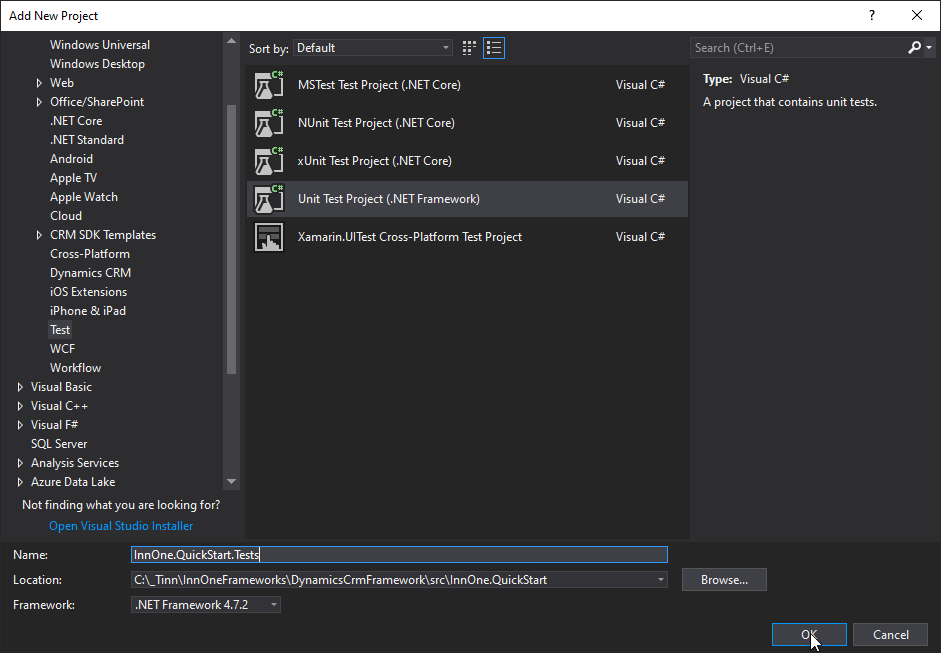 Add New Project
?
Windows Universal
Windows Desktop
Web
Office/SharePoint
.NET Core
.NET Standard
Android
Apple TV
Apple Watch
Cloud
CRM SDK Templates
Cross-Platform
Dynamics CRM
iOS Extensions
iPhone & iPad
Test
WCF
Workflow
Visual Basic
Visual C++
Visual F#
SQL Server
Analysis Services
Azure Data Lake
Not finding what you are looking for?
Open Visual Studio Installer
Sort by: Default
C# MSTest Test Project (.NET Core) Visual C#
C# NUnit Test Project (.NET Core) Visual C#
C# xUnit Test Project (.NET Core) Visual C#
C# Unit Test Project (.NET Framework) Visual C#
Xamarin.UITest Cross-Platform Test Project Visual C#
Search (Ctrl+E)
Type: Visual C#
A project that contains unit tests.
Name: InnOne.QuickStart.Tests
Location: C:\_Tinn\InnOneFrameworks\DynamicsCrmFramework\src\InnOne.QuickStart Browse...
Framework: .NET Framework 4.7.2
OK Cancel